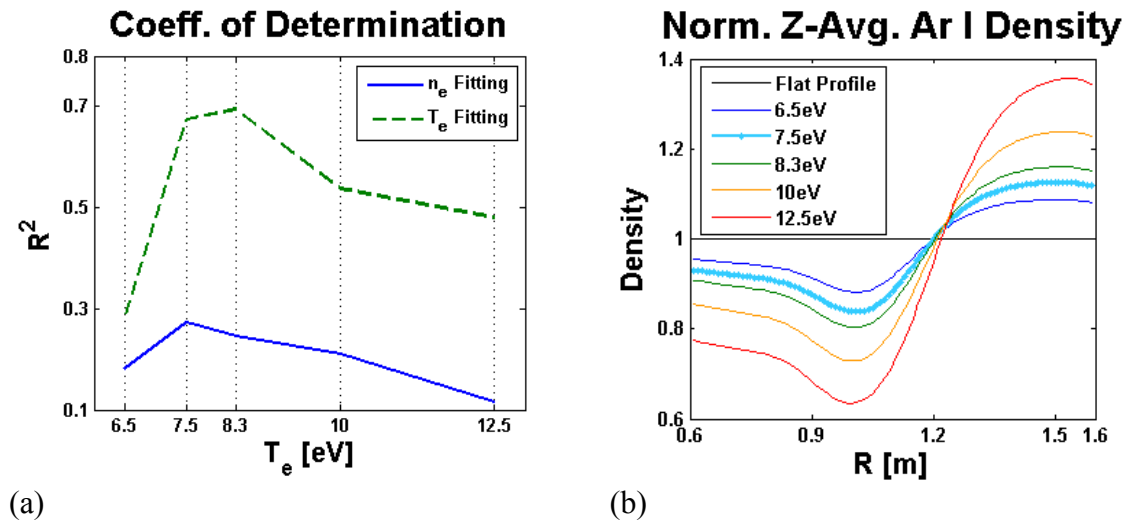 Coeff. of Determination
0.8
0.7
0.5
0.3
0.1
R²
n_e Fitting
T_e Fitting
6.5 7.5 8.3 10 12.5
T_e [eV]
(a)
Norm. Z-Avg. Ar I Density
1.4
1.2
1
0.8
0.6
Density
Flat Profile
6.5eV
7.5eV
8.3eV
10eV
12.5eV
0.6 0.9 1.2 1.5 1.6
R [m]
(b)